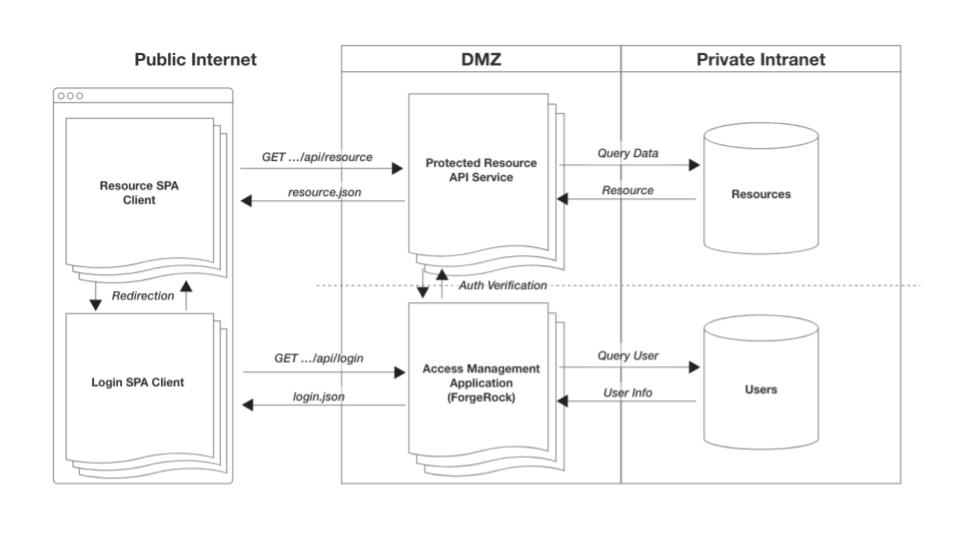 Public Internet
DMZ
Private Intranet
Resource SPA
Client
GET .../api/resource
resource.json
Protected Resource
API Service
Query Data
Resource
Resources
Redirection
Auth Verification
Login SPA Client
GET .../api/login
login.json
Access Management
Application
(ForgeRock)
Query User
User Info
Users